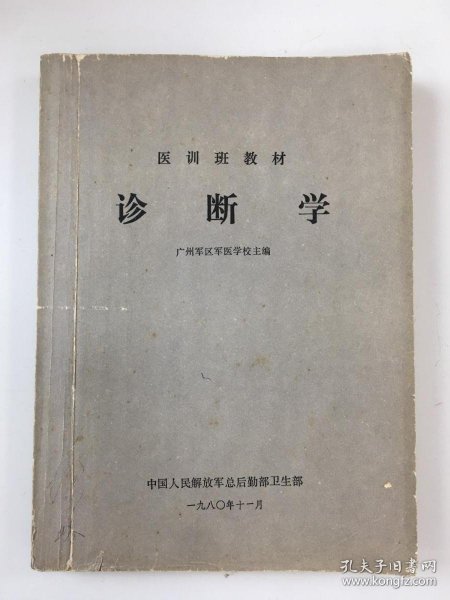 医训班教材
诊断学
广州军区军医学校主编
中国人民解放军总后勤部卫生部
一九八〇年十一月
孔夫子旧书网
www.kongfz.com